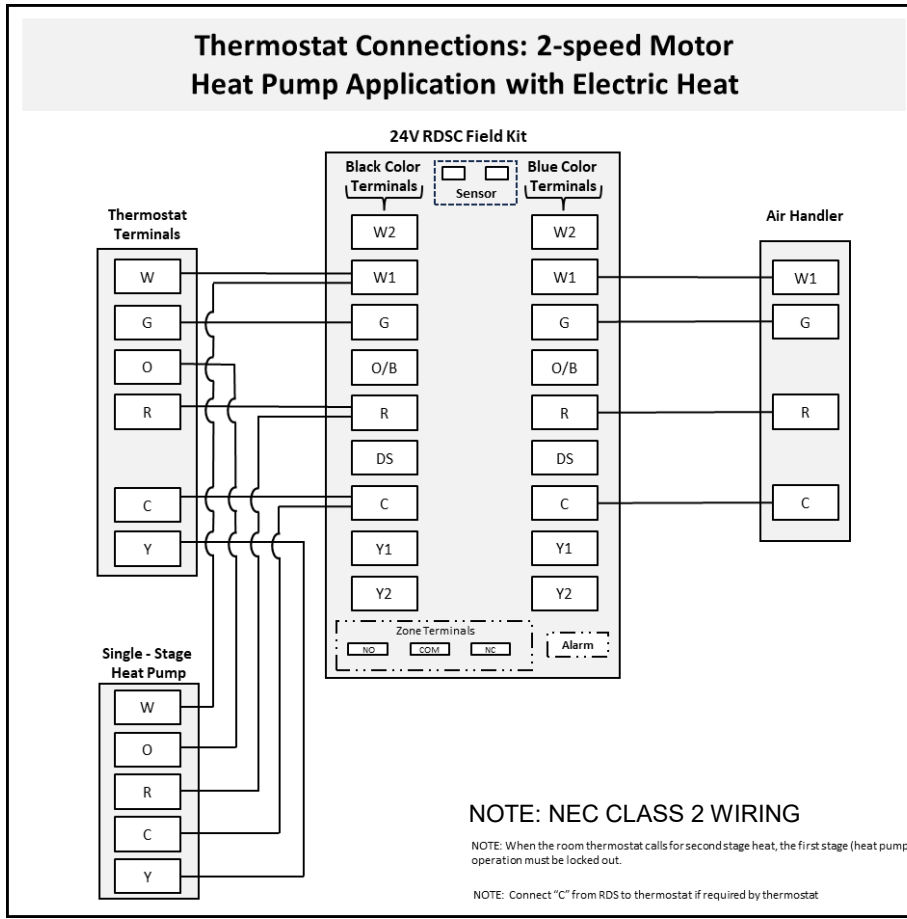 Thermostat Connections: 2-speed Motor
Heat Pump Application with Electric Heat
24V RDSC Field Kit
Black Color
Terminals
Sensor
Blue Color
Terminals
Thermostat
Terminals
W
G
O
R
C
Y
W2
W1
G
O/B
R
DS
C
Y1
Y2
W2
W1
G
O/B
R
DS
C
Y1
Y2
Zone Terminals
NO COM NC
Alarm
Air Handler
W1
G
R
C
Single - Stage
Heat Pump
W
O
R
C
Y
NOTE: NEC CLASS 2 WIRING
NOTE: When the room thermostat calls for second stage heat, the first stage (heat pump
operation must be locked out.
NOTE: Connect “C” from RDS to thermostat if required by thermostat